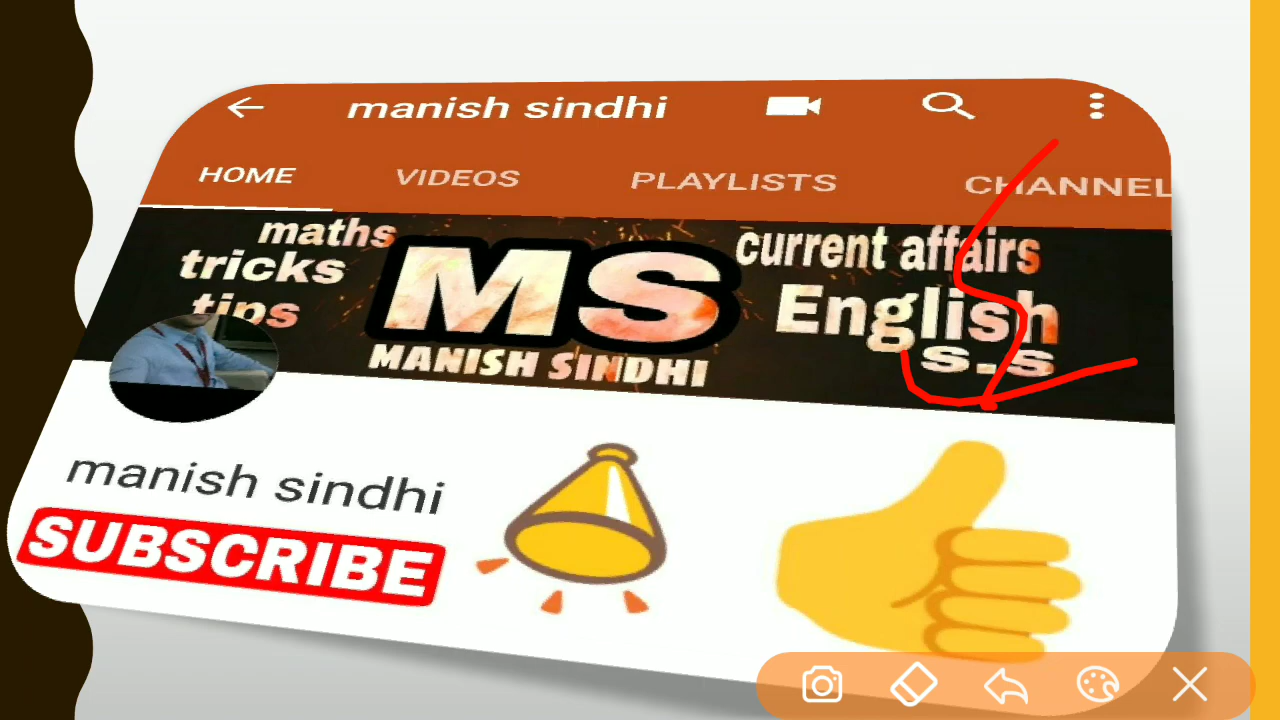 manish sindhi
HOME VIDEOS PLAYLISTS CHANNEL
maths
tricks
tips
MS
MANISH SINDHI
current affairs
English
s.s
manish sindhi
SUBSCRIBE